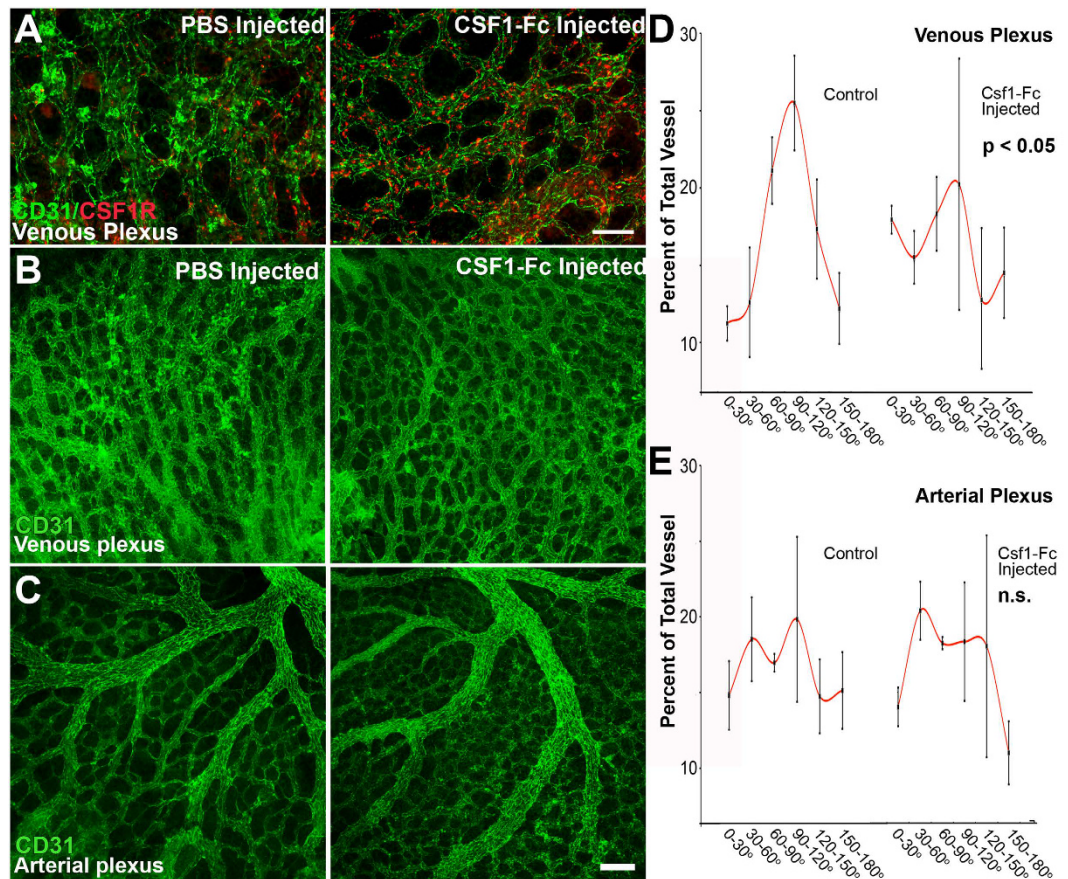 A
PBS Injected
CSF1-Fc Injected
CD31/CSF1R
Venous Plexus
B
PBS Injected
CSF1-Fc Injected
CD31
Venous plexus
C
CD31
Arterial plexus
D
Venous Plexus
30
20
10
Percent of Total Vessel
Control
Csf1-Fc
Injected
p < 0.05
0-30°
30-60°
60-90°
90-120°
120-150°
150-180°
0-30°
30-60°
60-90°
90-120°
120-150°
150-180°
E
Arterial Plexus
30
20
10
Percent of Total Vessel
Control
Csf1-Fc
Injected
n.s.
0-30°
30-60°
60-90°
90-120°
120-150°
150-180°
0-30°
30-60°
60-90°
90-120°
120-150°
150-180°